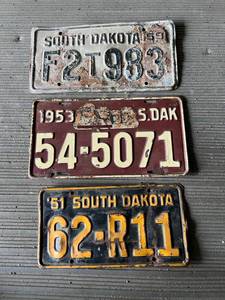 SOUTH DAKOTA 59
F2T983
1953 S.DAK
54-5071
'51 SOUTH DAKOTA
62-R11